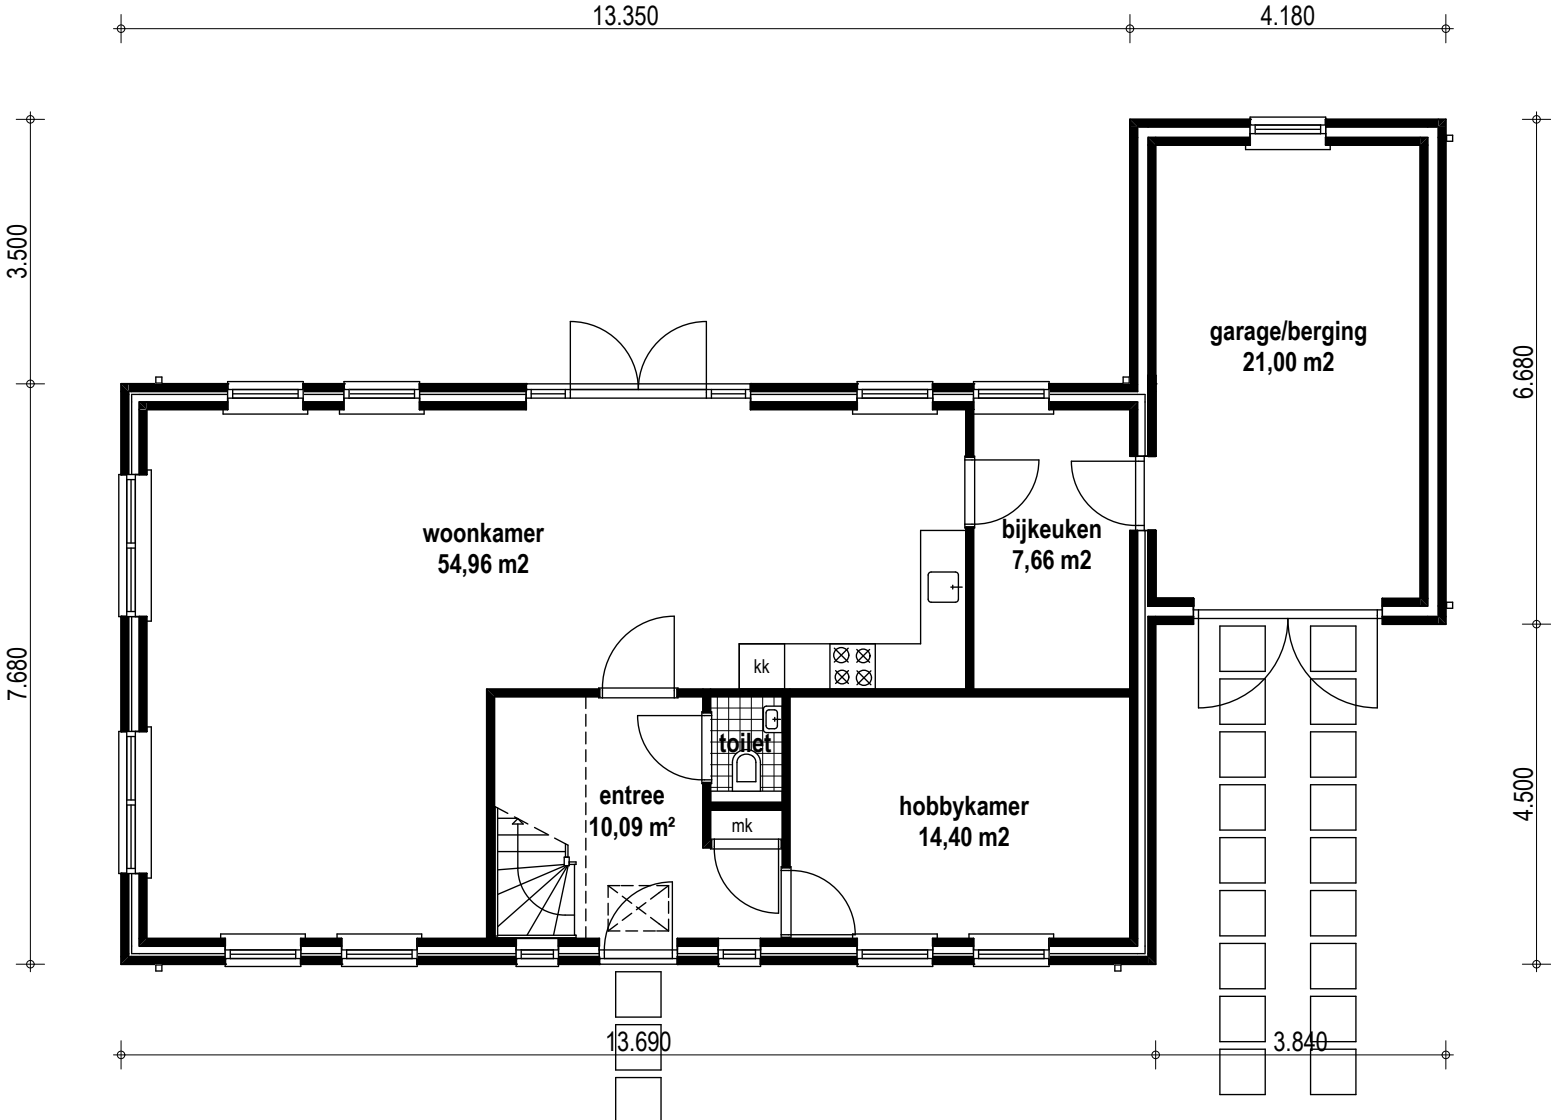 13.350
4.180
3.500
garage/berging
21,00 m2
6.680
woonkamer
54,96 m2
bijkeuken
7,66 m2
7.680
kk
toilet
entree
10,09 m²
mk
hobbykamer
14,40 m2
4.500
13.690
3.840